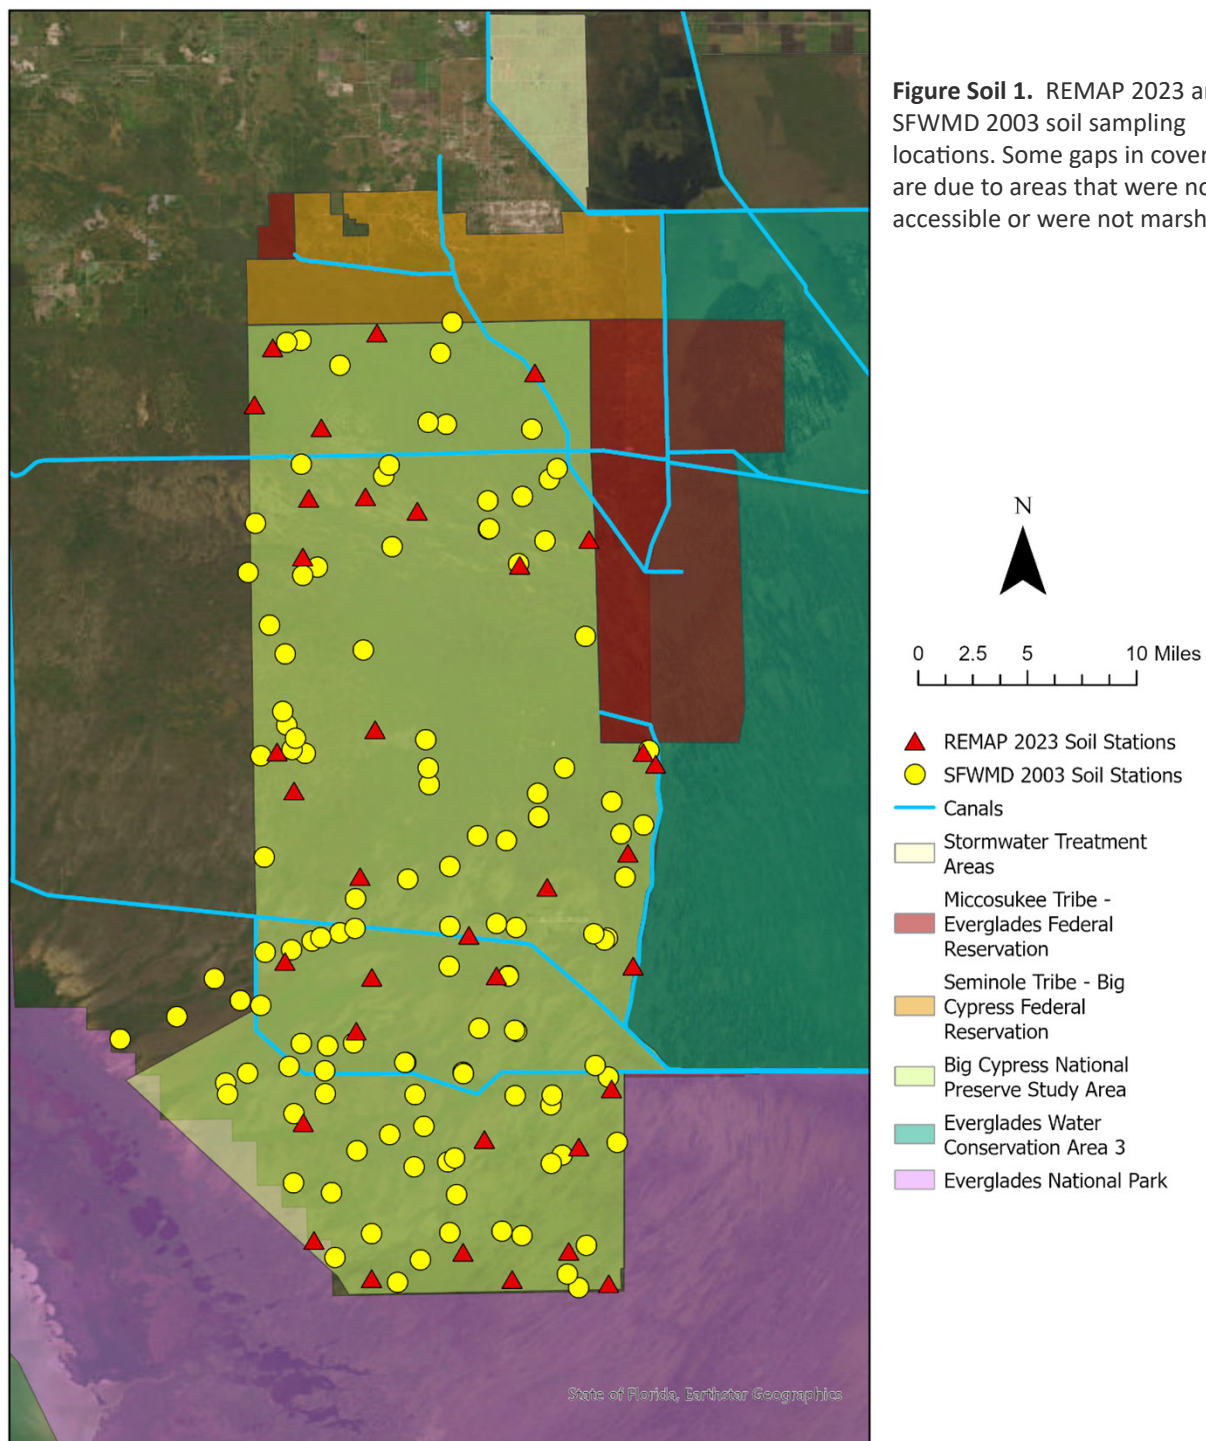 Figure Soil 1. REMAP 2023
SFWMD 2003 soil sampling
locations. Some gaps in
are due to areas that were
accessible or were not
N
0 2.5 5 10 Miles
REMAP 2023 Soil Stations
SFWMD 2003 Soil Stations
Canals
Stormwater Treatment
Areas
Miccosukee Tribe -
Everglades Federal
Reservation
Seminole Tribe - Big
Cypress Federal
Reservation
Big Cypress National
Preserve Study Area
Everglades Water
Conservation Area 3
Everglades National Park
State of Florida, Earthstar Geographics